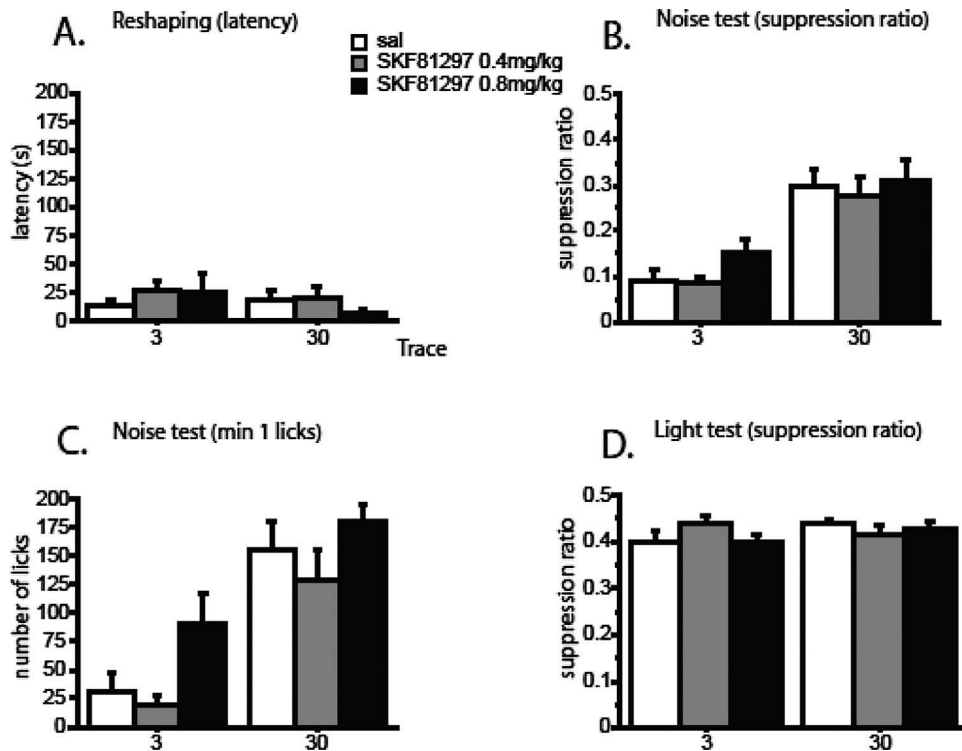 A.
Reshaping (latency)
sal
SKF81297 0.4mg/kg
SKF81297 0.8mg/kg
latency (s)
200
175
150
125
100
75
50
25
0
3
30
Trace
B.
Noise test (suppression ratio)
suppression ratio
0.5
0.4
0.3
0.2
0.1
0
3
30
C.
Noise test (min 1 licks)
number of licks
200
175
150
125
100
75
50
25
0
3
30
D.
Light test (suppression ratio)
suppression ratio
0.5
0.4
0.3
0.2
0.1
0
3
30